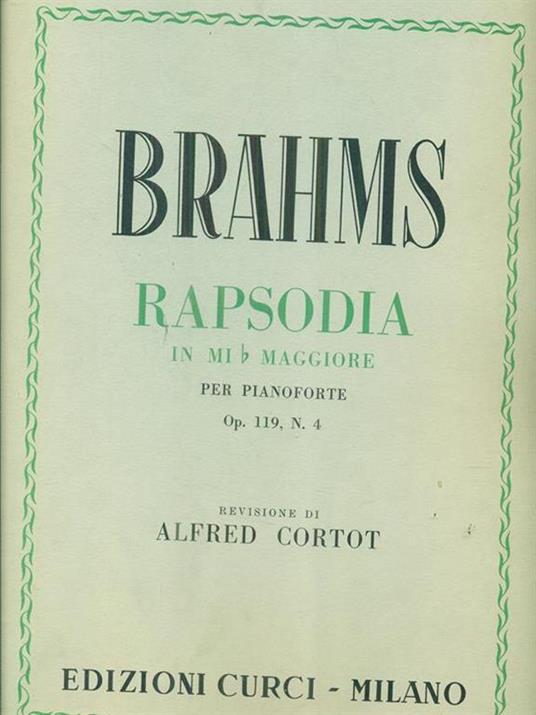 BRAHMS
RAPSODIA
IN MI ♭ MAGGIORE
PER PIANOFORTE
Op. 119, N. 4
REVISIONE DI
ALFRED CORTOT
EDIZIONI CURCI - MILANO